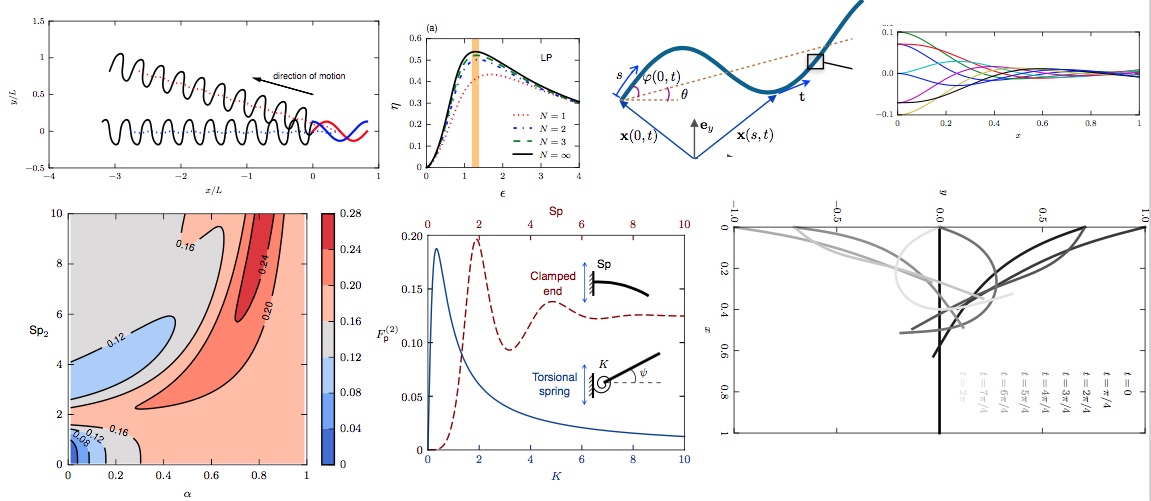 1.5
1
0.5
0
−0.5
y/L
−4
−3
−2
−1
0
1
x/L
direction of motion
(a)
0.6
0.5
0.4
0.3
0.2
0.1
0
η
LP
N = 1
N = 2
N = 3
N = ∞
0
1
2
3
4
ϵ
s
φ(0, t)
θ
t
x(0, t)
e_y
x(s, t)
0.1
0.0
−0.1
0.0
0.2
0.4
0.6
0.8
1
x
10
8
6
Sp₂
4
2
0
0
0.2
0.4
0.6
0.8
1
α
0.16
0.24
0.20
0.12
0.16
0.12
0.08
0.28
0.24
0.20
0.16
0.12
0.08
0.04
0
Sp
0
2
4
6
8
10
0.20
0.15
F_p^(2)
0.10
0.05
0
Clamped
end
Sp
Torsional
spring
K
ψ
0
2
4
6
8
10
K
y
−1.0
−0.5
0.0
0.5
1.0
0
0.2
0.4
0.6
0.8
1
x
t = 0
t = π/4
t = 2π/4
t = 3π/4
t = 4π/4
t = 5π/4
t = 6π/4
t = 7π/4
t = 2π